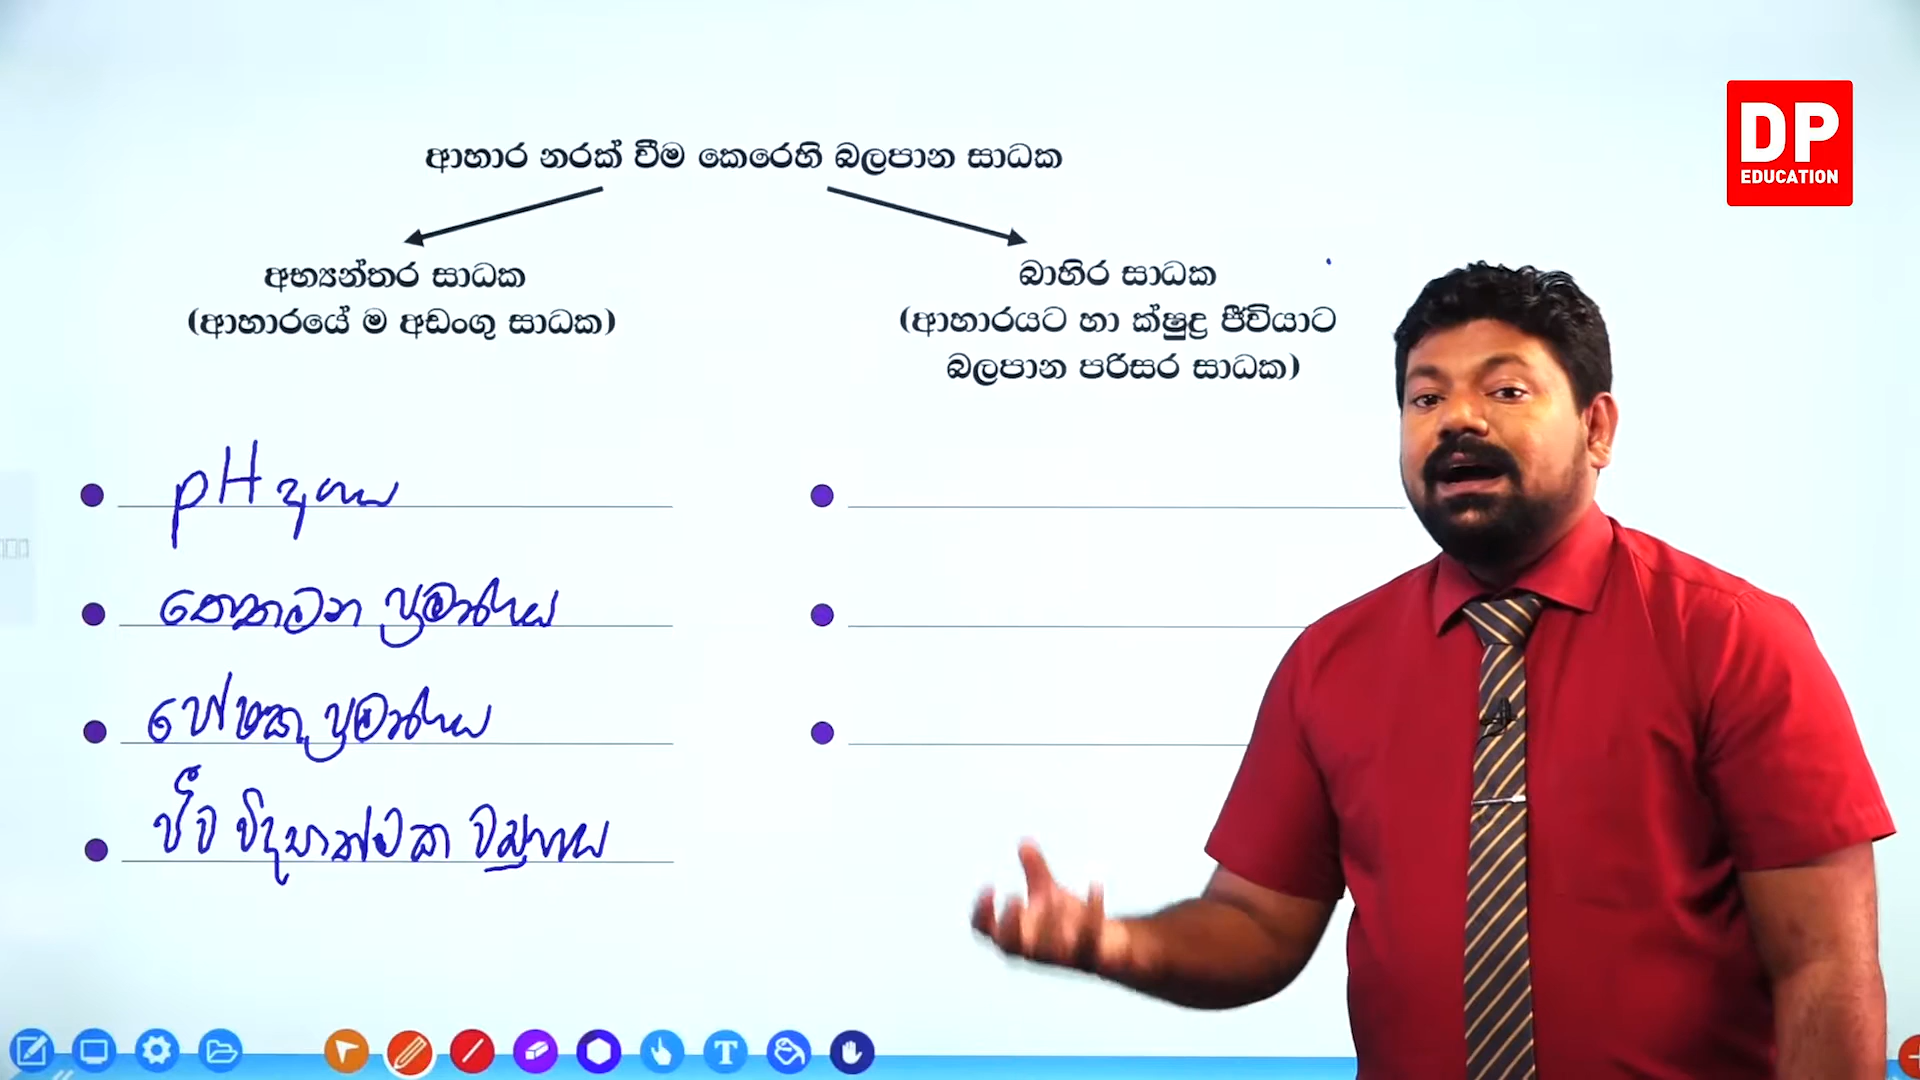 DP
EDUCATION
ආහාර නරක් වීම කෙරෙහි බලපාන සාධක
අභ්‍යන්තර සාධක
(ආහාරයේ ම අඩංගු සාධක)
බාහිර සාධක
(ආහාරයට හා ක්ෂුද්‍ර ජීවියාට
බලපාන පරිසර සාධක)
pH අගය
තෙතමන ප්‍රමාණය
පෝෂක ප්‍රමාණය
ජීව විද්‍යාත්මක ව්‍යුහය